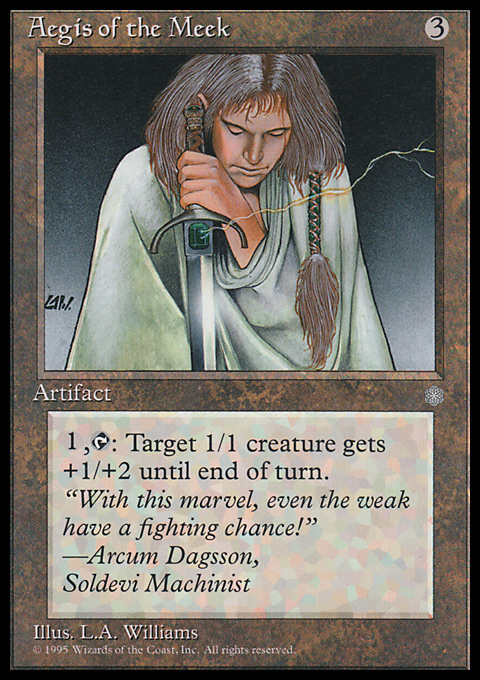 Aegis of the Meek 3
LAW.
Artifact
1, : Target 1/1 creature gets
+1/+2 until end of turn.
“With this marvel, even the weak
have a fighting chance!”
—Arcum Dagsson,
Soldevi Machinist
Illus. L.A. Williams
© 1995 Wizards of the Coast, Inc. All rights reserved.